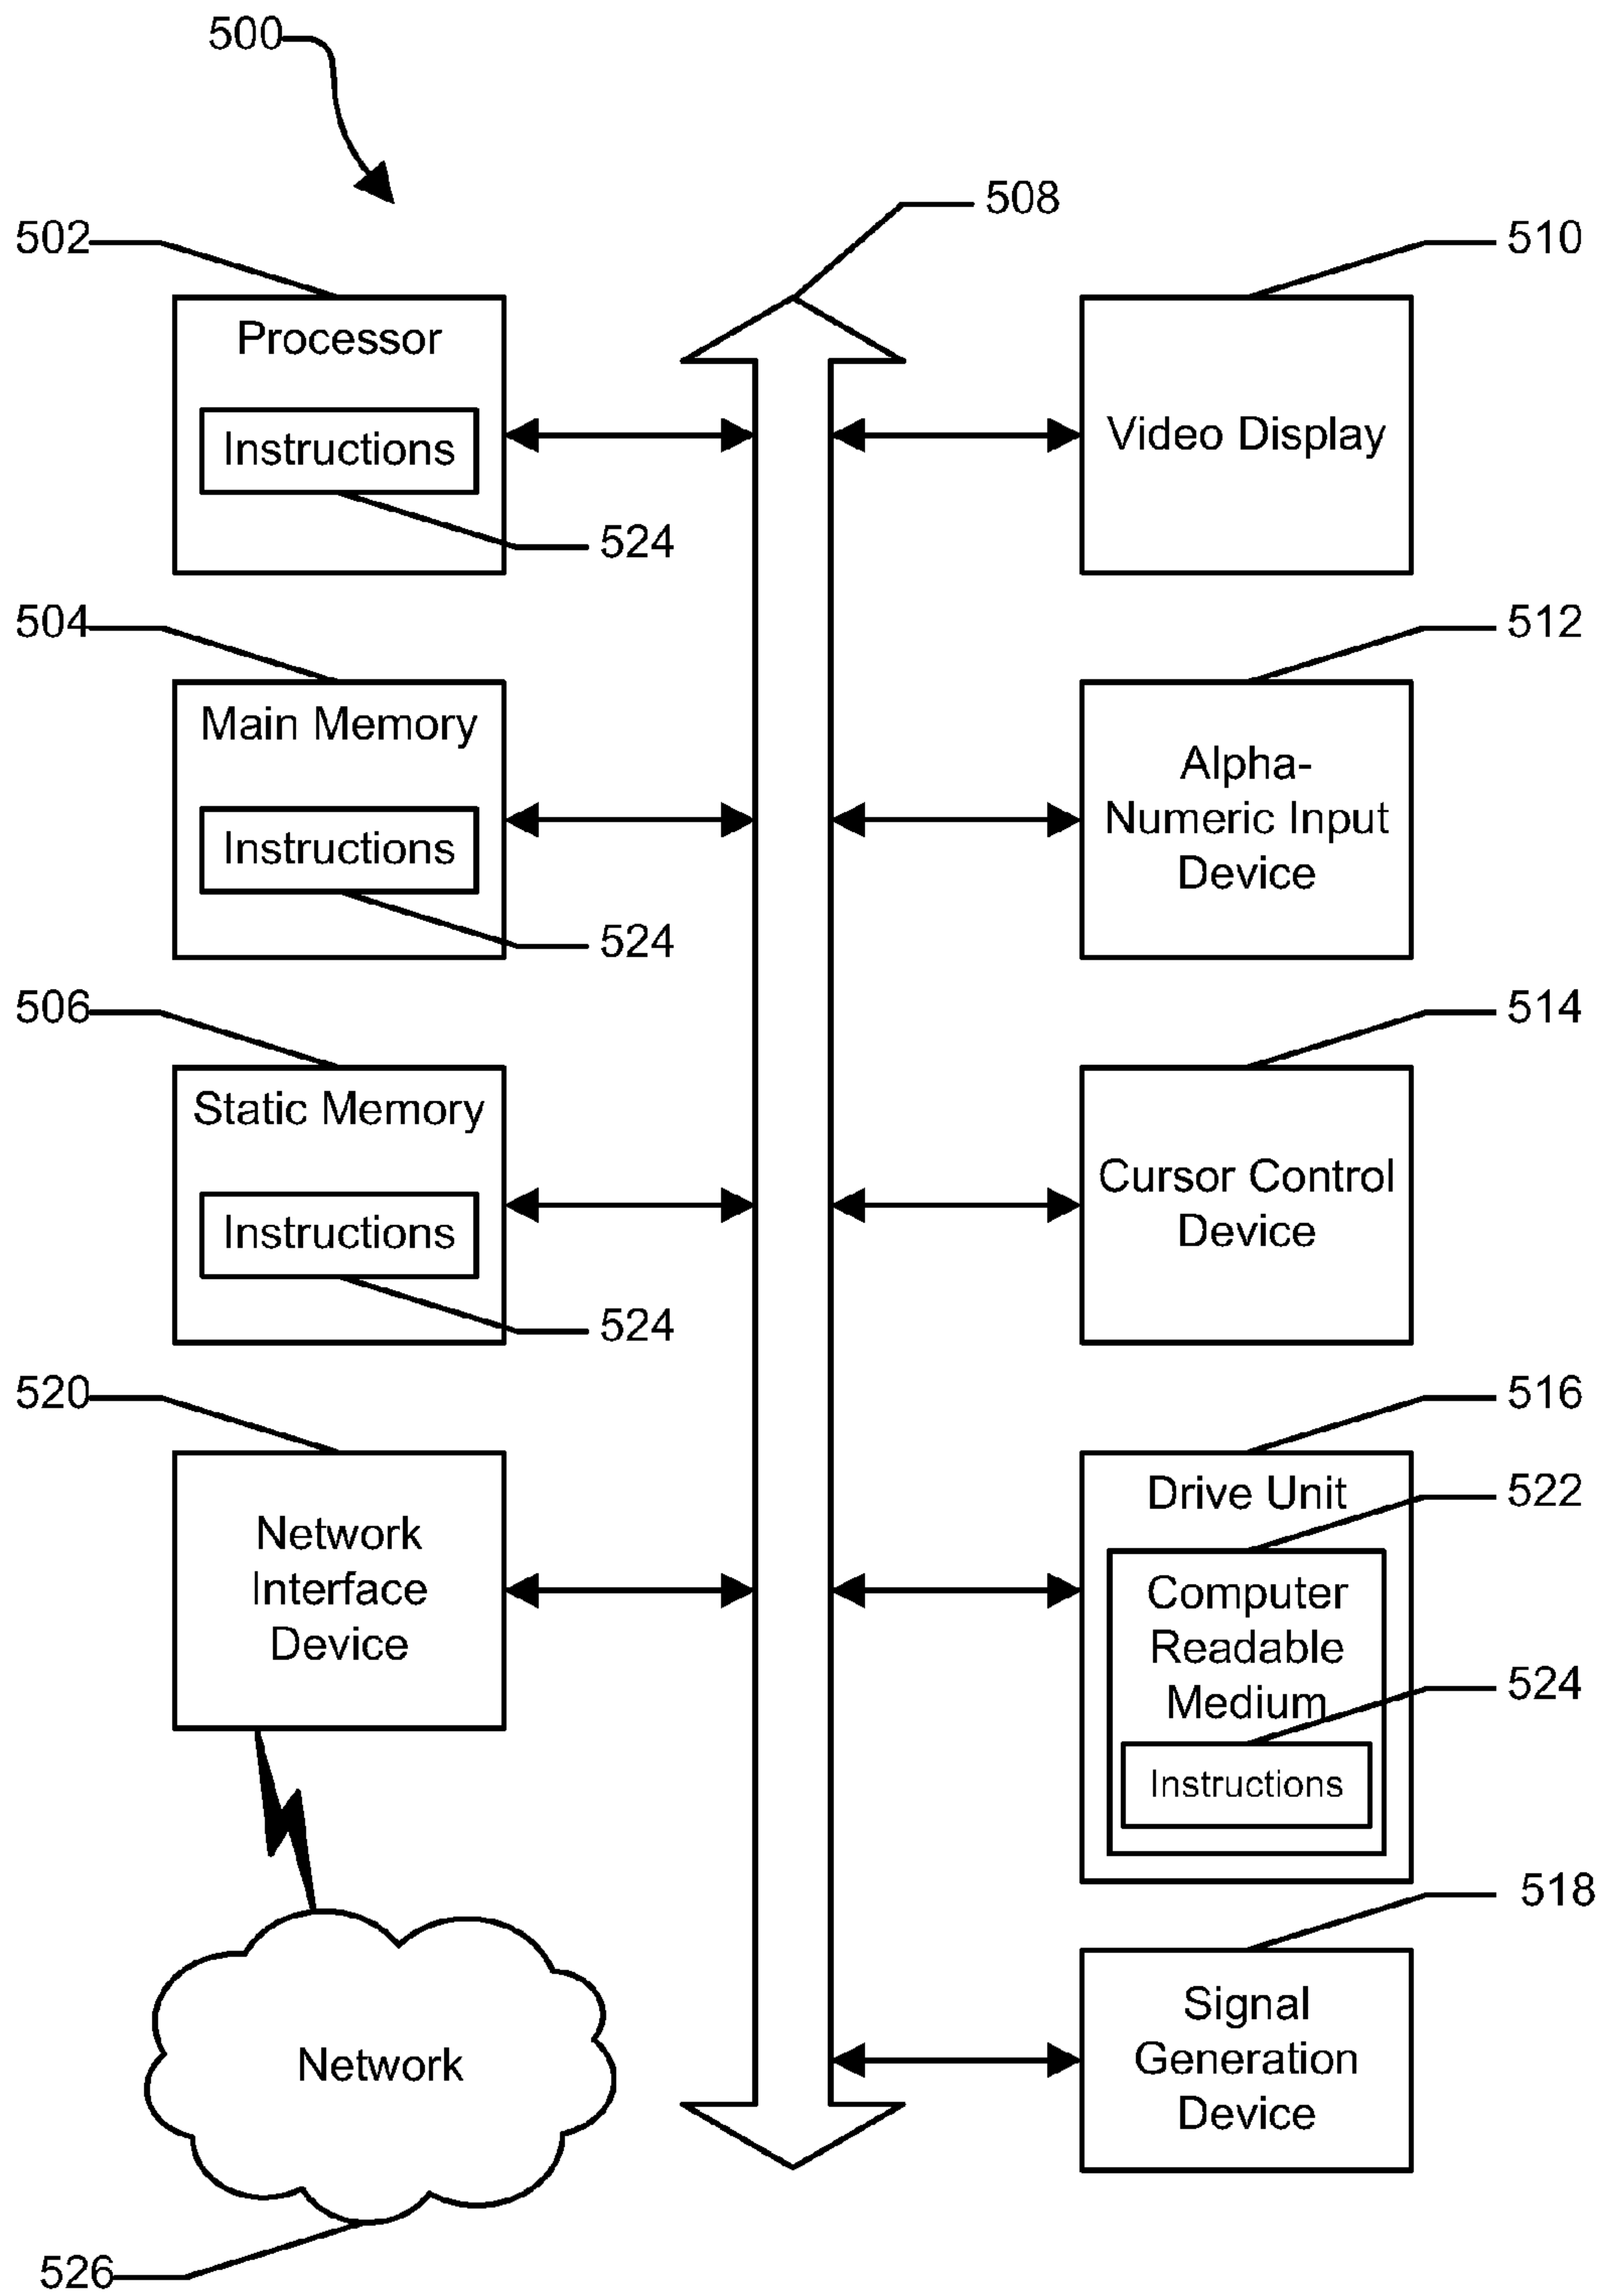 500
508
502
510
Processor
Instructions
524
Video Display
504
512
Main Memory
Instructions
524
Alpha-
Numeric Input
Device
506
514
Static Memory
Instructions
524
Cursor Control
Device
520
516
Network
Interface
Device
Drive Unit
522
Computer
Readable
Medium
524
Instructions
518
Signal
Generation
Device
Network
526